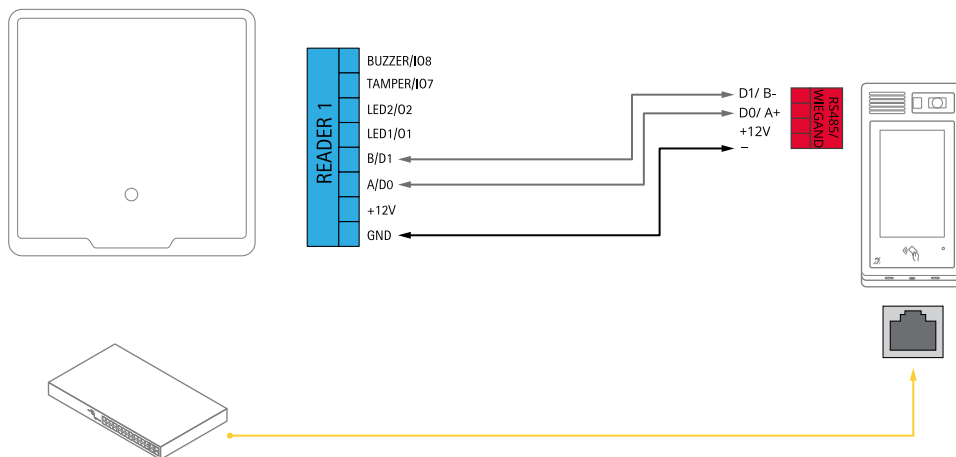 READER 1
BUZZER/IO8
TAMPER/IO7
LED2/O2
LED1/O1
B/D1
A/D0
+12V
GND
D1/ B-
D0/ A+
+12V
–
RS485/
WIEGAND